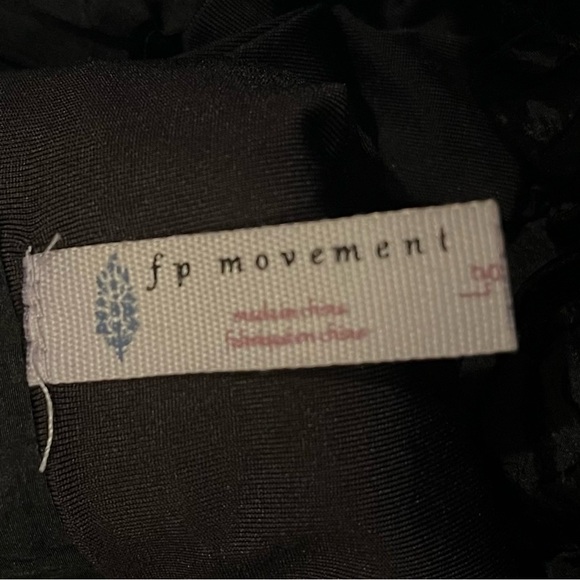 fp movement
made in china
fabriqué en chine